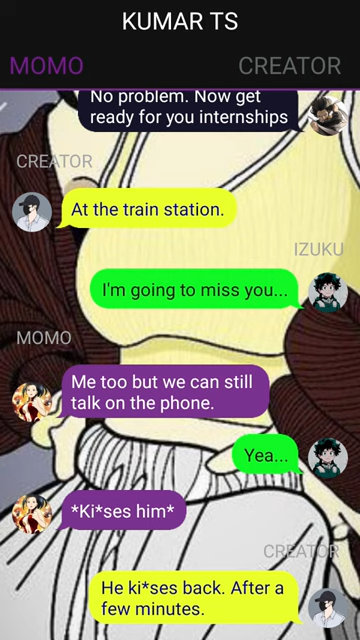 KUMAR TS
MOMO
CREATOR
No problem. Now get
ready for you internships
CREATOR
At the train station.
IZUKU
I'm going to miss you...
MOMO
Me too but we can still
talk on the phone.
Yea...
*Ki*ses him*
CREATOR
He ki*ses back. After a
few minutes.